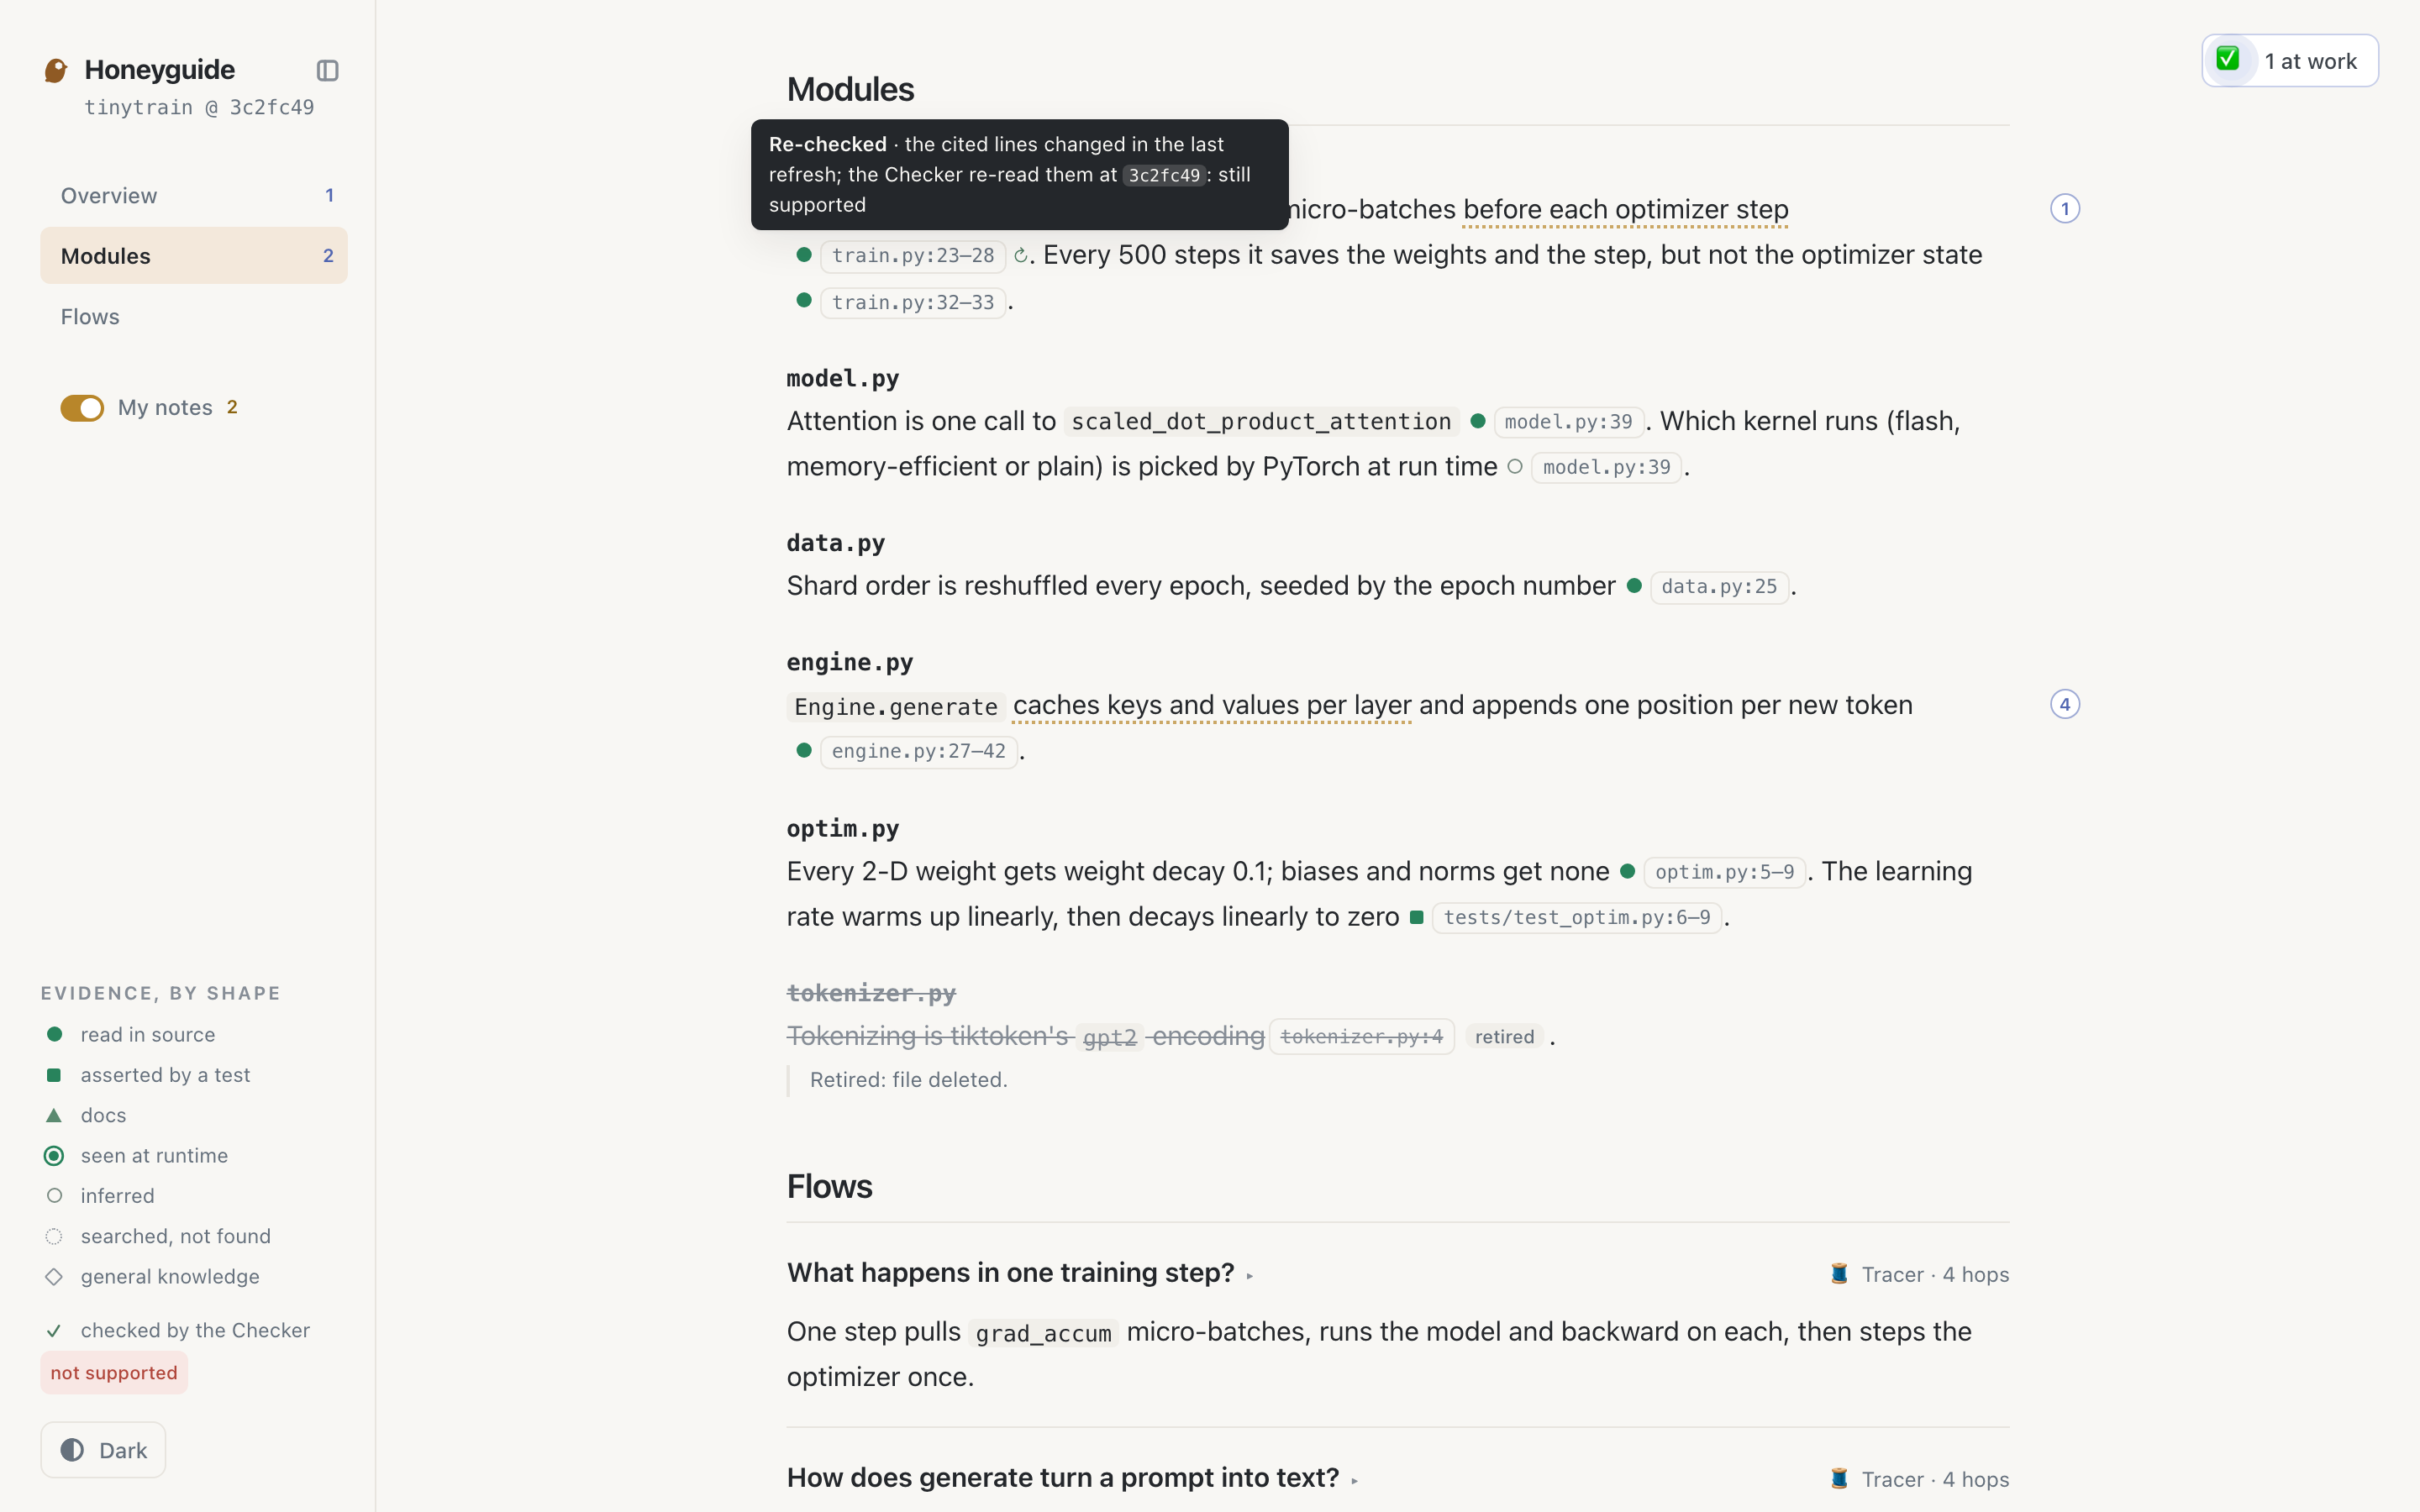 Honeyguide
tinytrain @ 3c2fc49
Overview 1
Modules 2
Flows
My notes 2
EVIDENCE, BY SHAPE
read in source
asserted by a test
docs
seen at runtime
inferred
searched, not found
general knowledge
checked by the Checker
not supported
Dark
1 at work
Modules
Re-checked · the cited lines changed in the last
refresh; the Checker re-read them at 3c2fc49: still
supported
micro-batches before each optimizer step 1
train.py:23–28 ↻. Every 500 steps it saves the weights and the step, but not the optimizer state
train.py:32–33.
model.py
Attention is one call to scaled_dot_product_attention model.py:39. Which kernel runs (flash,
memory-efficient or plain) is picked by PyTorch at run time model.py:39.
data.py
Shard order is reshuffled every epoch, seeded by the epoch number data.py:25.
engine.py
Engine.generate caches keys and values per layer and appends one position per new token 4
engine.py:27–42.
optim.py
Every 2-D weight gets weight decay 0.1; biases and norms get none optim.py:5–9. The learning
rate warms up linearly, then decays linearly to zero tests/test_optim.py:6–9.
tokenizer.py
Tokenizing is tiktoken's gpt2 encoding tokenizer.py:4 retired .
Retired: file deleted.
Flows
What happens in one training step? ▸ Tracer · 4 hops
One step pulls grad_accum micro-batches, runs the model and backward on each, then steps the
optimizer once.
How does generate turn a prompt into text? ▸ Tracer · 4 hops